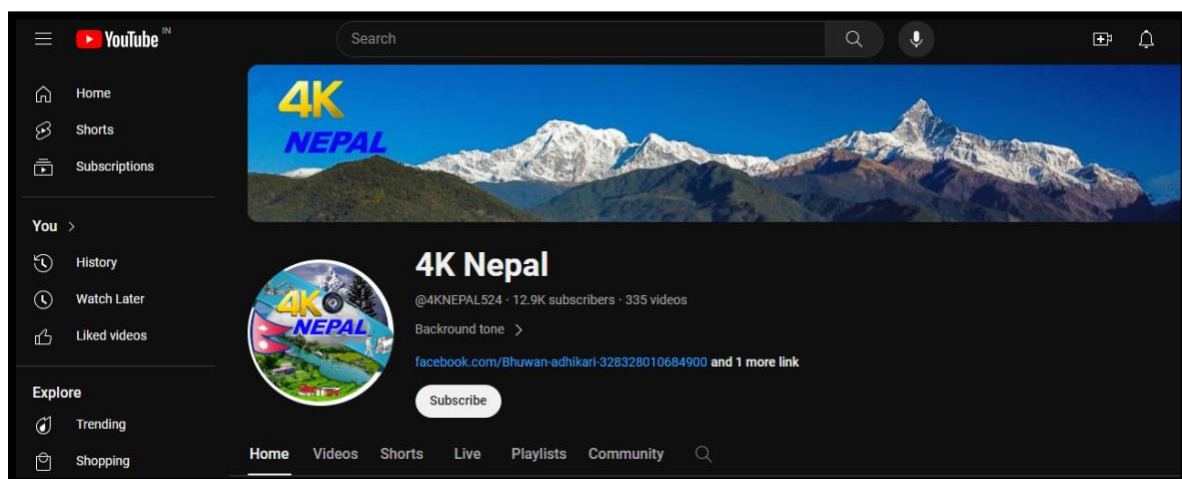 YouTube IN
Search
Home
Shorts
Subscriptions
You
History
Watch Later
Liked videos
Explore
Trending
Shopping
4K
NEPAL
4K
NEPAL
4K Nepal
@4KNEPAL524 · 12.9K subscribers · 335 videos
Backround tone
facebook.com/Bhuwan-adhikari-328328010684900 and 1 more link
Subscribe
Home Videos Shorts Live Playlists Community